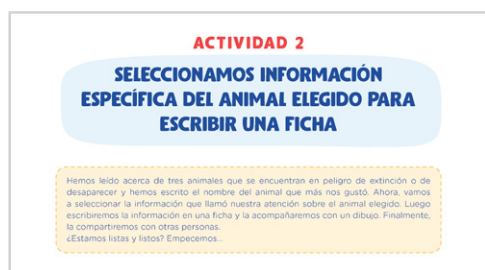 ACTIVIDAD 2
SELECCIONAMOS INFORMACIÓN
ESPECÍFICA DEL ANIMAL ELEGIDO PARA
ESCRIBIR UNA FICHA
Hemos leído acerca de tres animales que se encuentran en peligro de extinción o de
desaparecer y hemos escrito el nombre del animal que más nos gustó. Ahora, vamos
a seleccionar la información que llamó nuestra atención sobre el animal elegido. Luego
escribiremos la información en una ficha y la acompañaremos con un dibujo. Finalmente,
la compartiremos con otras personas.
¿Estamos listas y listos? Empecemos...